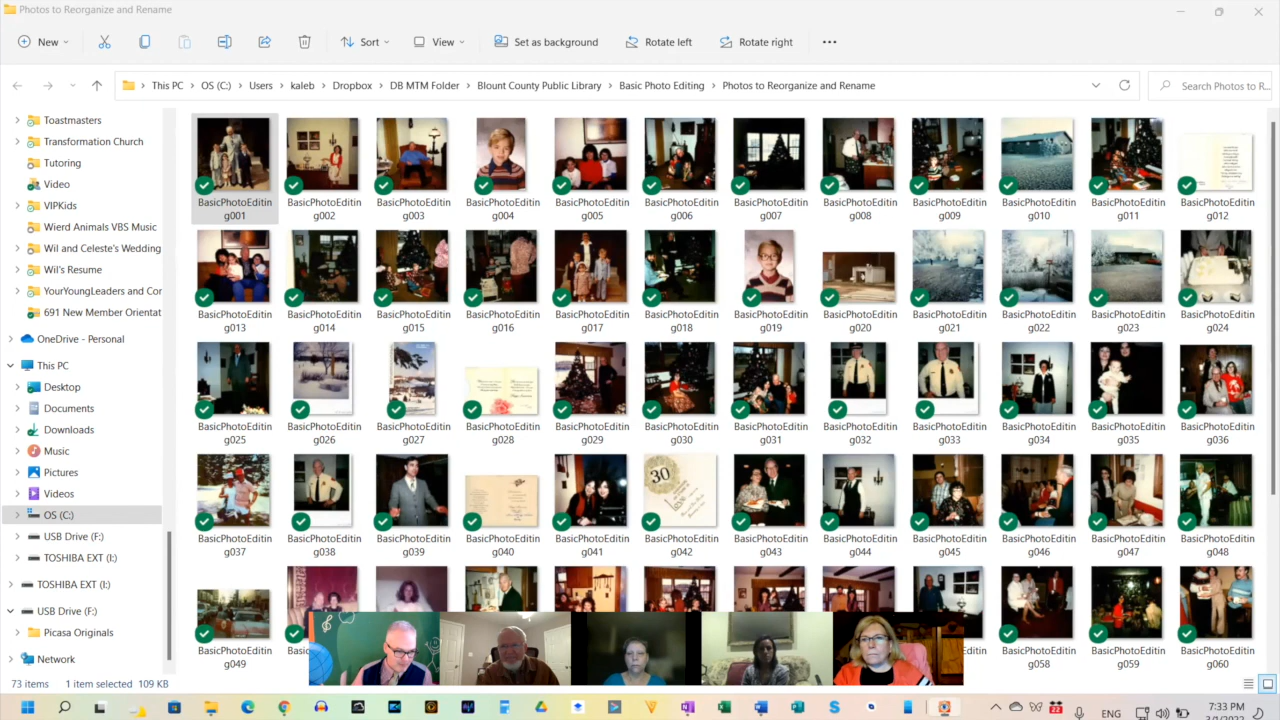 Photos to Reorganize and Rename
New
Sort
View
Set as background
Rotate left
Rotate right
This PC > OS (C:) > Users > kaleb > Dropbox > DB MTM Folder > Blount County Public Library > Basic Photo Editing > Photos to Reorganize and Rename
Search Photos to R...
Toastmasters
Transformation Church
Tutoring
Video
VIPKids
Wierd Animals VBS Music
Wil and Celeste's Wedding
Wil's Resume
YourYoungLeaders and Cor
691 New Member Orientat
OneDrive - Personal
This PC
Desktop
Documents
Downloads
Music
Pictures
Videos
OS (C:)
USB Drive (F:)
TOSHIBA EXT (I:)
TOSHIBA EXT (I:)
USB Drive (F:)
Picasa Originals
Network
BasicPhotoEditin
g001
BasicPhotoEditin
g002
BasicPhotoEditin
g003
BasicPhotoEditin
g004
BasicPhotoEditin
g005
BasicPhotoEditin
g006
BasicPhotoEditin
g007
BasicPhotoEditin
g008
BasicPhotoEditin
g009
BasicPhotoEditin
g010
BasicPhotoEditin
g011
BasicPhotoEditin
g012
BasicPhotoEditin
g013
BasicPhotoEditin
g014
BasicPhotoEditin
g015
BasicPhotoEditin
g016
BasicPhotoEditin
g017
BasicPhotoEditin
g018
BasicPhotoEditin
g019
BasicPhotoEditin
g020
BasicPhotoEditin
g021
BasicPhotoEditin
g022
BasicPhotoEditin
g023
BasicPhotoEditin
g024
BasicPhotoEditin
g025
BasicPhotoEditin
g026
BasicPhotoEditin
g027
BasicPhotoEditin
g028
BasicPhotoEditin
g029
BasicPhotoEditin
g030
BasicPhotoEditin
g031
BasicPhotoEditin
g032
BasicPhotoEditin
g033
BasicPhotoEditin
g034
BasicPhotoEditin
g035
BasicPhotoEditin
g036
30
BasicPhotoEditin
g037
BasicPhotoEditin
g038
BasicPhotoEditin
g039
BasicPhotoEditin
g040
BasicPhotoEditin
g041
BasicPhotoEditin
g042
BasicPhotoEditin
g043
BasicPhotoEditin
g044
BasicPhotoEditin
g045
BasicPhotoEditin
g046
BasicPhotoEditin
g047
BasicPhotoEditin
g048
BasicPhotoEditin
g049
BasicPhotoEditin
g058
BasicPhotoEditin
g059
BasicPhotoEditin
g060
73 items
1 item selected 109 KB
22
ENG
7:33 PM
3/1/2022